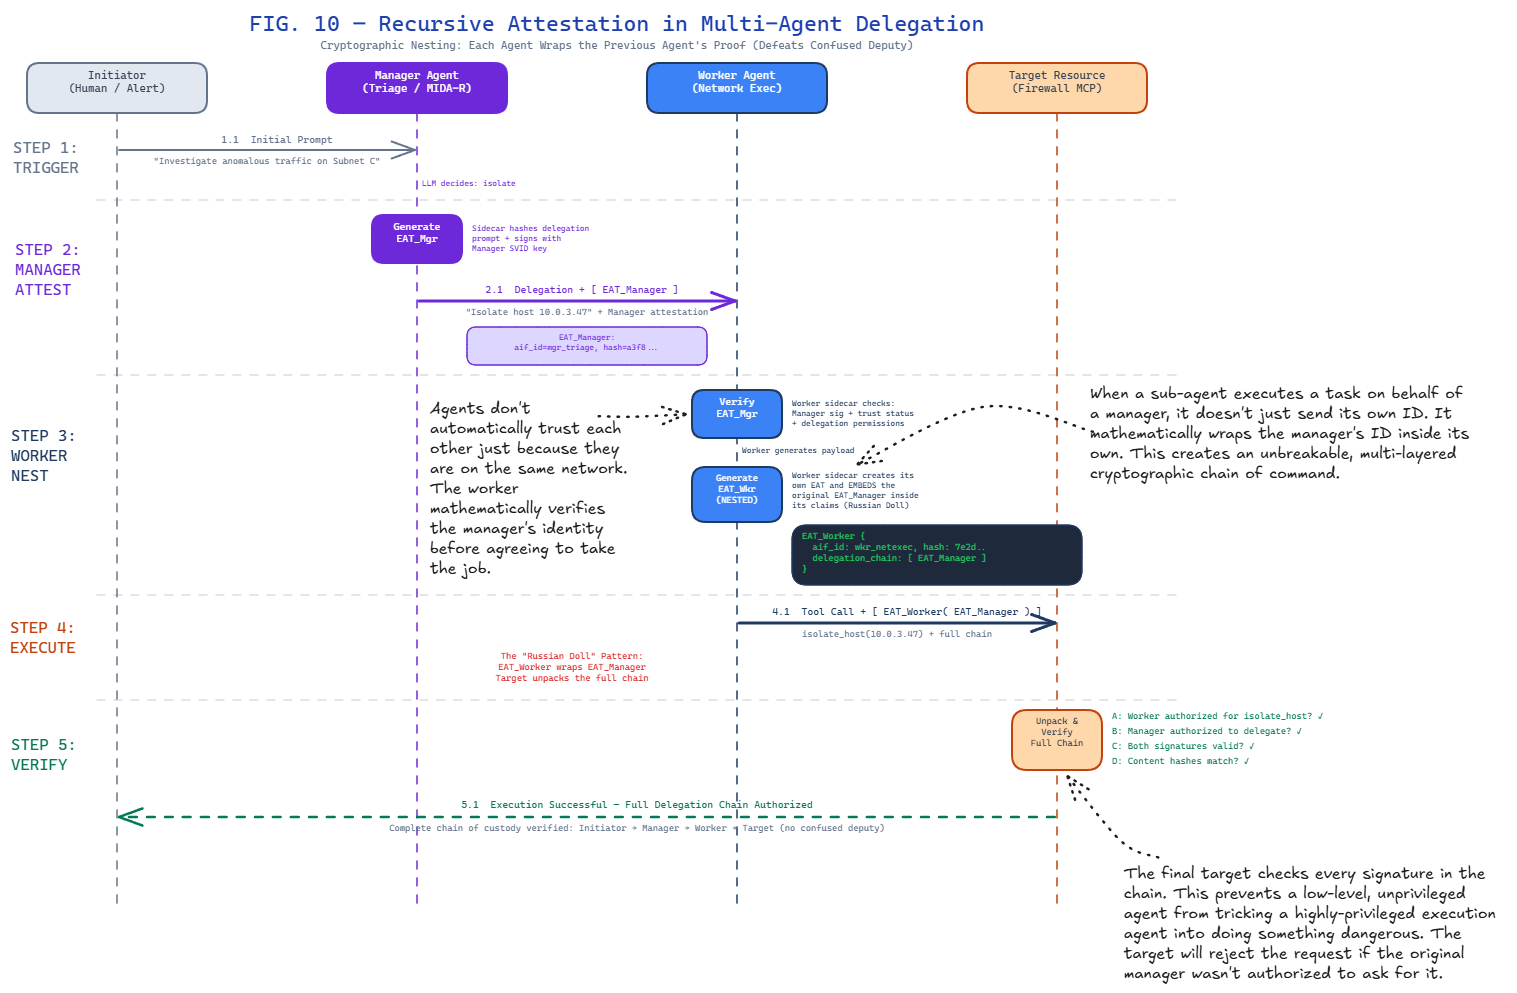 FIG. 10 – Recursive Attestation in Multi-Agent Delegation
Cryptographic Nesting: Each Agent Wraps the Previous Agent's Proof (Defeats Confused Deputy)
Initiator
(Human / Alert)
Manager Agent
(Triage / MIDA-R)
Worker Agent
(Network Exec)
Target Resource
(Firewall MCP)
STEP 1:
TRIGGER
1.1  Initial Prompt
"Investigate anomalous traffic on Subnet C"
LLM decides: isolate
STEP 2:
MANAGER
ATTEST
Generate
EAT_Mgr
Sidecar hashes delegation
prompt + signs with
Manager SVID key
2.1  Delegation + [ EAT_Manager ]
"Isolate host 10.0.3.47" + Manager attestation
EAT_Manager:
aif_id=mgr_triage, hash=a3f8...
STEP 3:
WORKER
NEST
Agents don't
automatically trust each
other just because they
are on the same network.
The worker
mathematically verifies
the manager's identity
before agreeing to take
the job.
Verify
EAT_Mgr
Worker sidecar checks:
Manager sig + trust status
+ delegation permissions
Worker generates payload
Generate
EAT_Wkr
(NESTED)
Worker sidecar creates its
own EAT and EMBEDS the
original EAT_Manager inside
its claims (Russian Doll)
EAT_Worker {
aif_id: wkr_netexec, hash: 7e2d..
delegation_chain: [ EAT_Manager ]
}
When a sub-agent executes a task on behalf of
a manager, it doesn't just send its own ID. It
mathematically wraps the manager's ID inside its
own. This creates an unbreakable, multi-layered
cryptographic chain of command.
STEP 4:
EXECUTE
4.1  Tool Call + [ EAT_Worker( EAT_Manager ) ]
isolate_host(10.0.3.47) + full chain
The "Russian Doll" Pattern:
EAT_Worker wraps EAT_Manager
Target unpacks the full chain
STEP 5:
VERIFY
Unpack &
Verify
Full Chain
A: Worker authorized for isolate_host? ✓
B: Manager authorized to delegate? ✓
C: Both signatures valid? ✓
D: Content hashes match? ✓
5.1  Execution Successful – Full Delegation Chain Authorized
Complete chain of custody verified: Initiator → Manager → Worker → Target (no confused deputy)
The final target checks every signature in the
chain. This prevents a low-level, unprivileged
agent from tricking a highly-privileged execution
agent into doing something dangerous. The
target will reject the request if the original
manager wasn't authorized to ask for it.